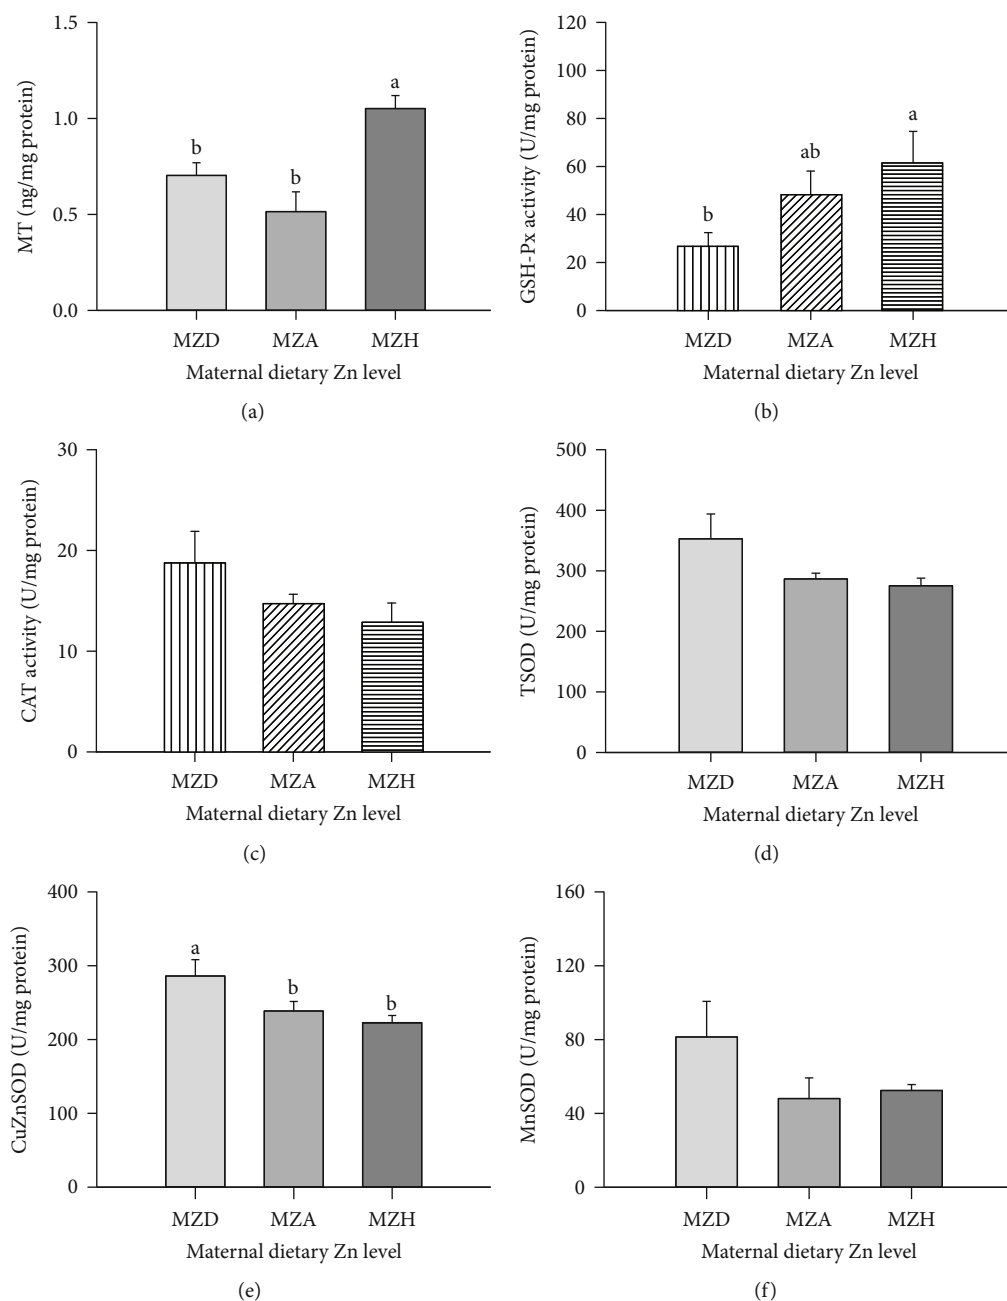 MT (ng/mg protein)
1.5
1.0
0.5
0.0
b
b
a
MZD MZA MZH
Maternal dietary Zn level
(a)
GSH-Px activity (U/mg protein)
120
100
80
60
40
20
0
b
ab
a
MZD MZA MZH
Maternal dietary Zn level
(b)
CAT activity (U/mg protein)
30
20
10
0
MZD MZA MZH
Maternal dietary Zn level
(c)
TSOD (U/mg protein)
500
400
300
200
100
0
MZD MZA MZH
Maternal dietary Zn level
(d)
CuZnSOD (U/mg protein)
400
300
200
100
0
a
b
b
MZD MZA MZH
Maternal dietary Zn level
(e)
MnSOD (U/mg protein)
160
120
80
40
0
MZD MZA MZH
Maternal dietary Zn level
(f)